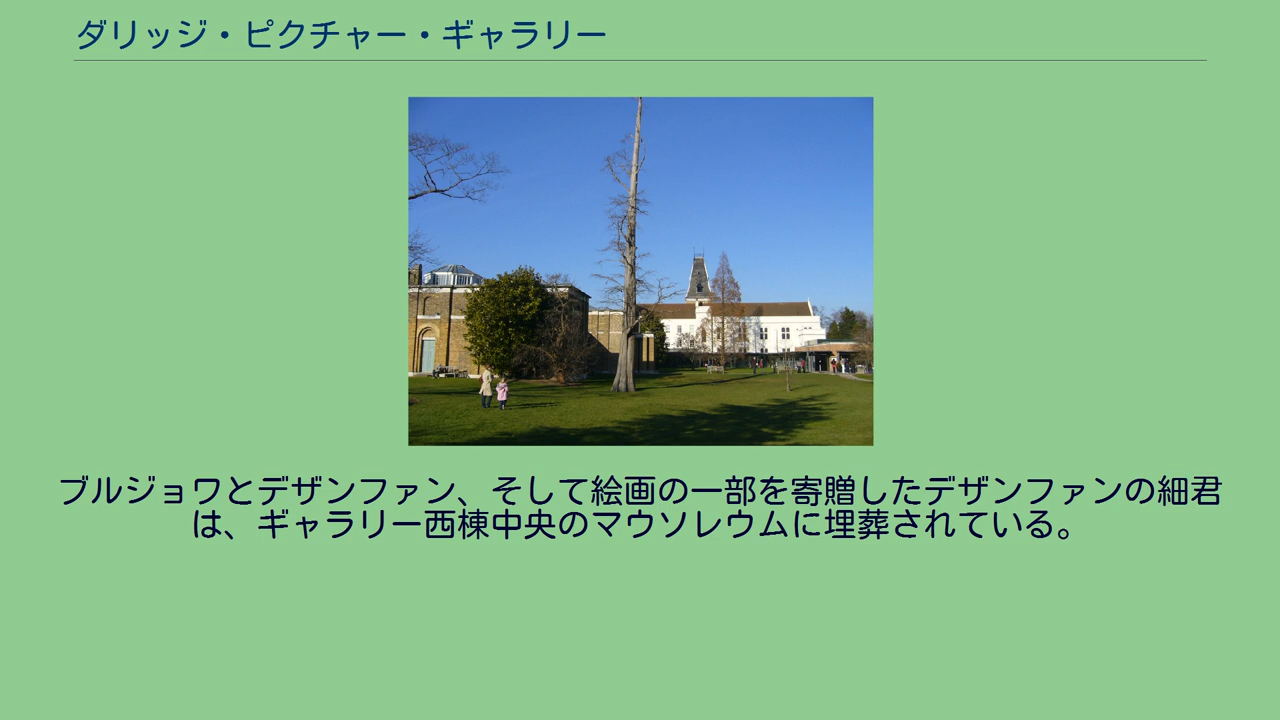 ダリッジ・ピクチャー・ギャラリー
ブルジョワとデザンファン、そして絵画の一部を寄贈したデザンファンの細君
は、ギャラリー西棟中央のマウソレウムに埋葬されている。